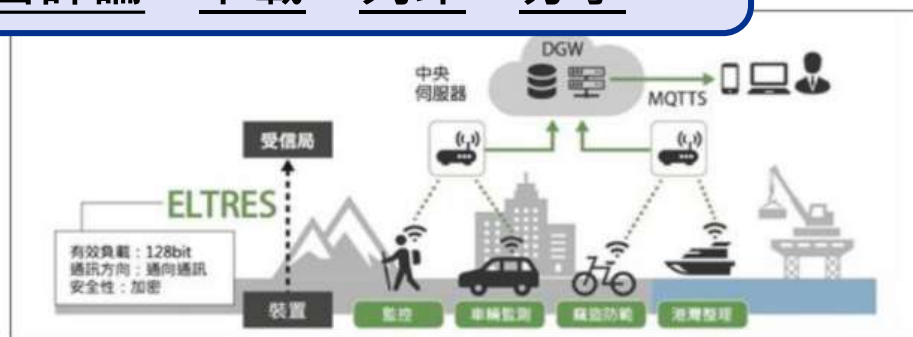 DGW
中央
伺服器
MQTTS
受信局
ELTRES
有效負載：128bit
通訊方向：通向通訊
安全性：加密
裝置
監控
車輛監測
竊盜防範
港灣整理